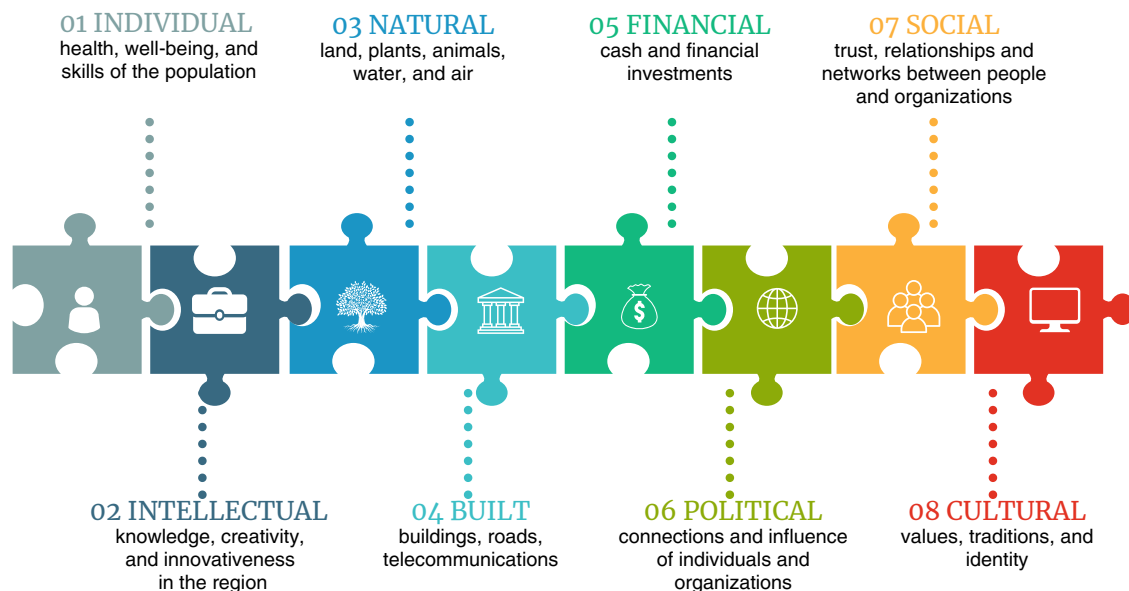 01 INDIVIDUAL
health, well-being, and
skills of the population
03 NATURAL
land, plants, animals,
water, and air
05 FINANCIAL
cash and financial
investments
07 SOCIAL
trust, relationships and
networks between people
and organizations
$
02 INTELLECTUAL
knowledge, creativity,
and innovativeness
in the region
04 BUILT
buildings, roads,
telecommunications
06 POLITICAL
connections and influence
of individuals and
organizations
08 CULTURAL
values, traditions, and
identity